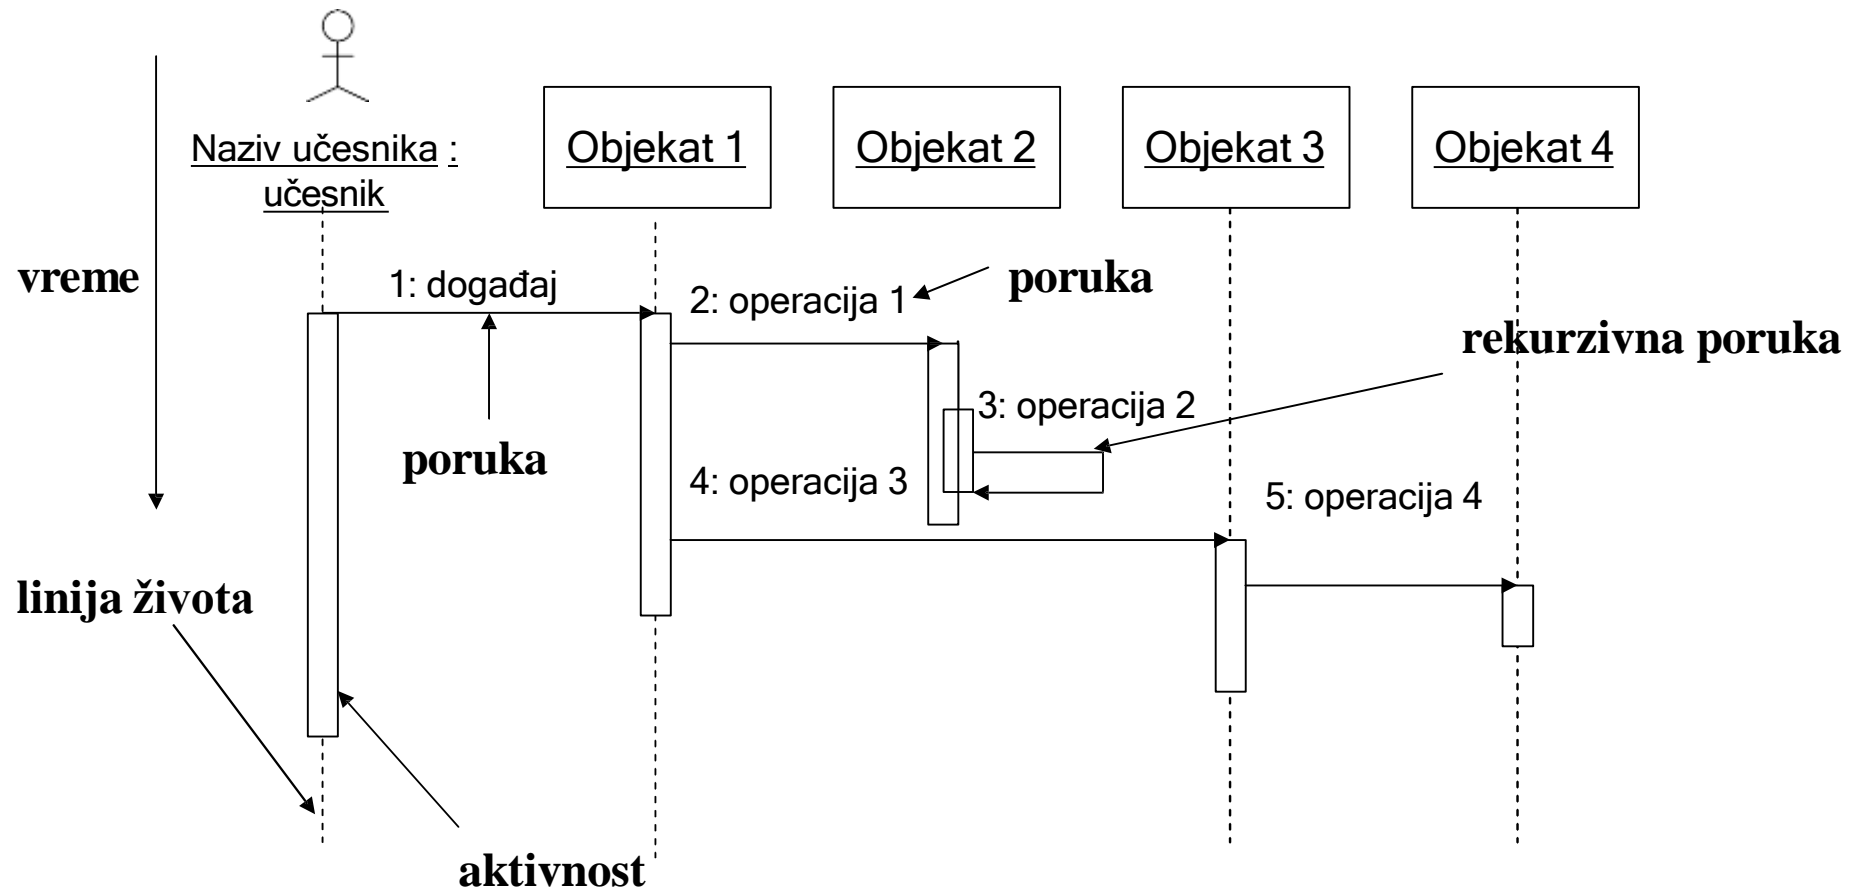 Naziv učesnika :
učesnik
Objekat 1
Objekat 2
Objekat 3
Objekat 4
vreme
1: događaj
2: operacija 1
poruka
rekurzivna poruka
3: operacija 2
poruka
4: operacija 3
5: operacija 4
linija života
aktivnost